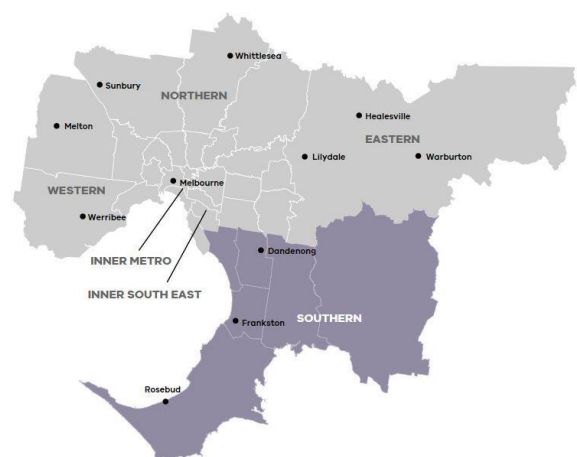 Whittlesea
Sunbury
NORTHERN
Healesville
Melton
EASTERN
Lilydale
Warburton
Melbourne
WESTERN
Werribee
INNER METRO
Dandenong
INNER SOUTH EAST
SOUTHERN
Frankston
Rosebud